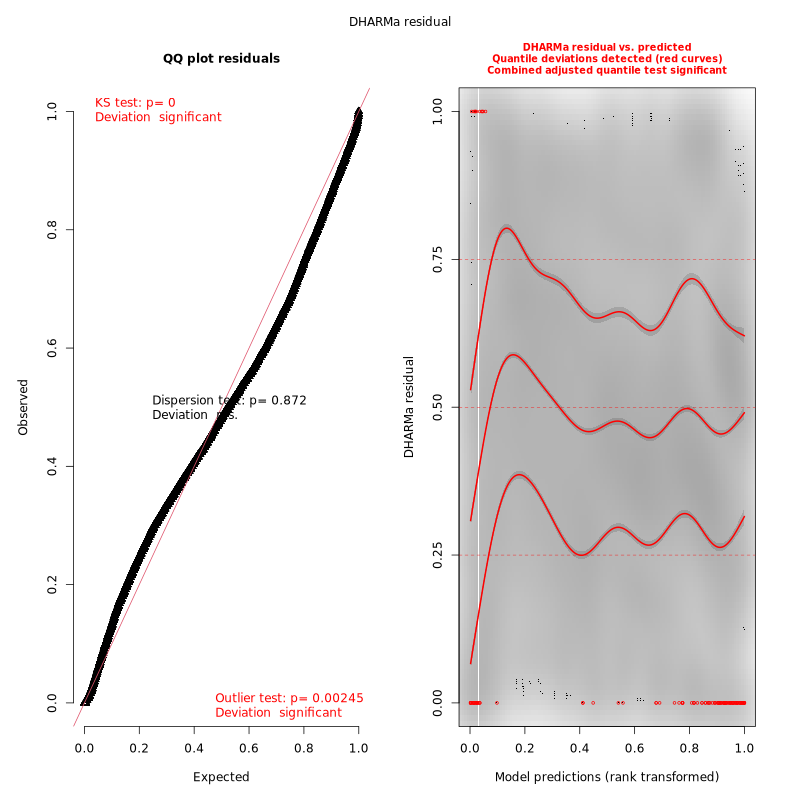 DHARMa residual
QQ plot residuals
KS test: p= 0
Deviation significant
Dispersion test: p= 0.872
Deviation n.s.
Outlier test: p= 0.00245
Deviation significant
Observed
0.0
0.2
0.4
0.6
0.8
1.0
0.0
0.2
0.4
0.6
0.8
1.0
Expected
DHARMa residual vs. predicted
Quantile deviations detected (red curves)
Combined adjusted quantile test significant
DHARMa residual
0.00
0.25
0.50
0.75
1.00
0.0
0.2
0.4
0.6
0.8
1.0
Model predictions (rank transformed)